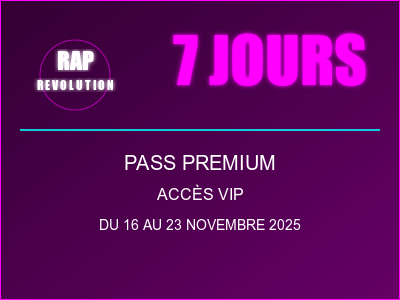 RAP
REVOLUTION
7 JOURS
PASS PREMIUM
ACCÈS VIP
DU 16 AU 23 NOVEMBRE 2025